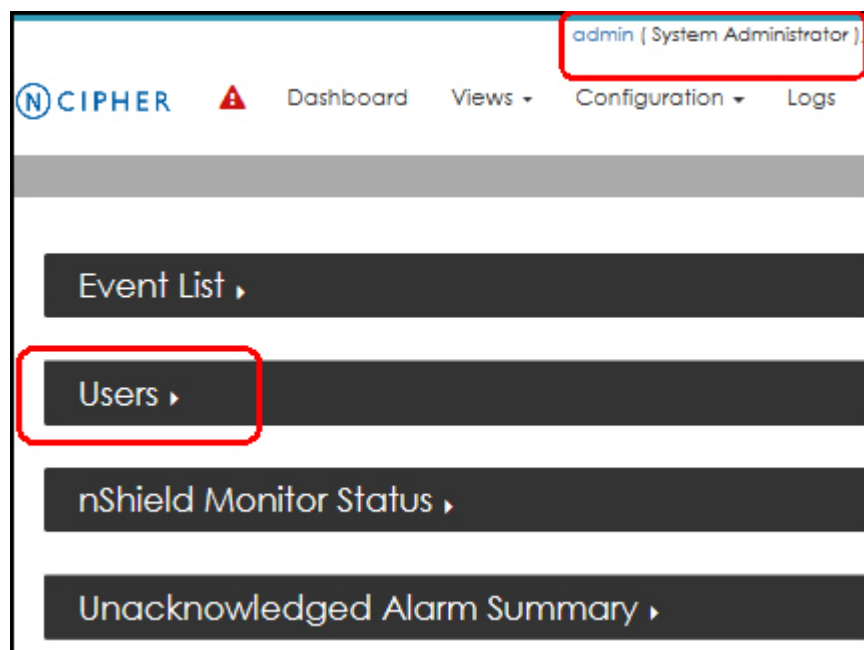 admin ( System Administrator )
NCIPHER Dashboard Views Configuration Logs
Event List
Users
nShield Monitor Status
Unacknowledged Alarm Summary